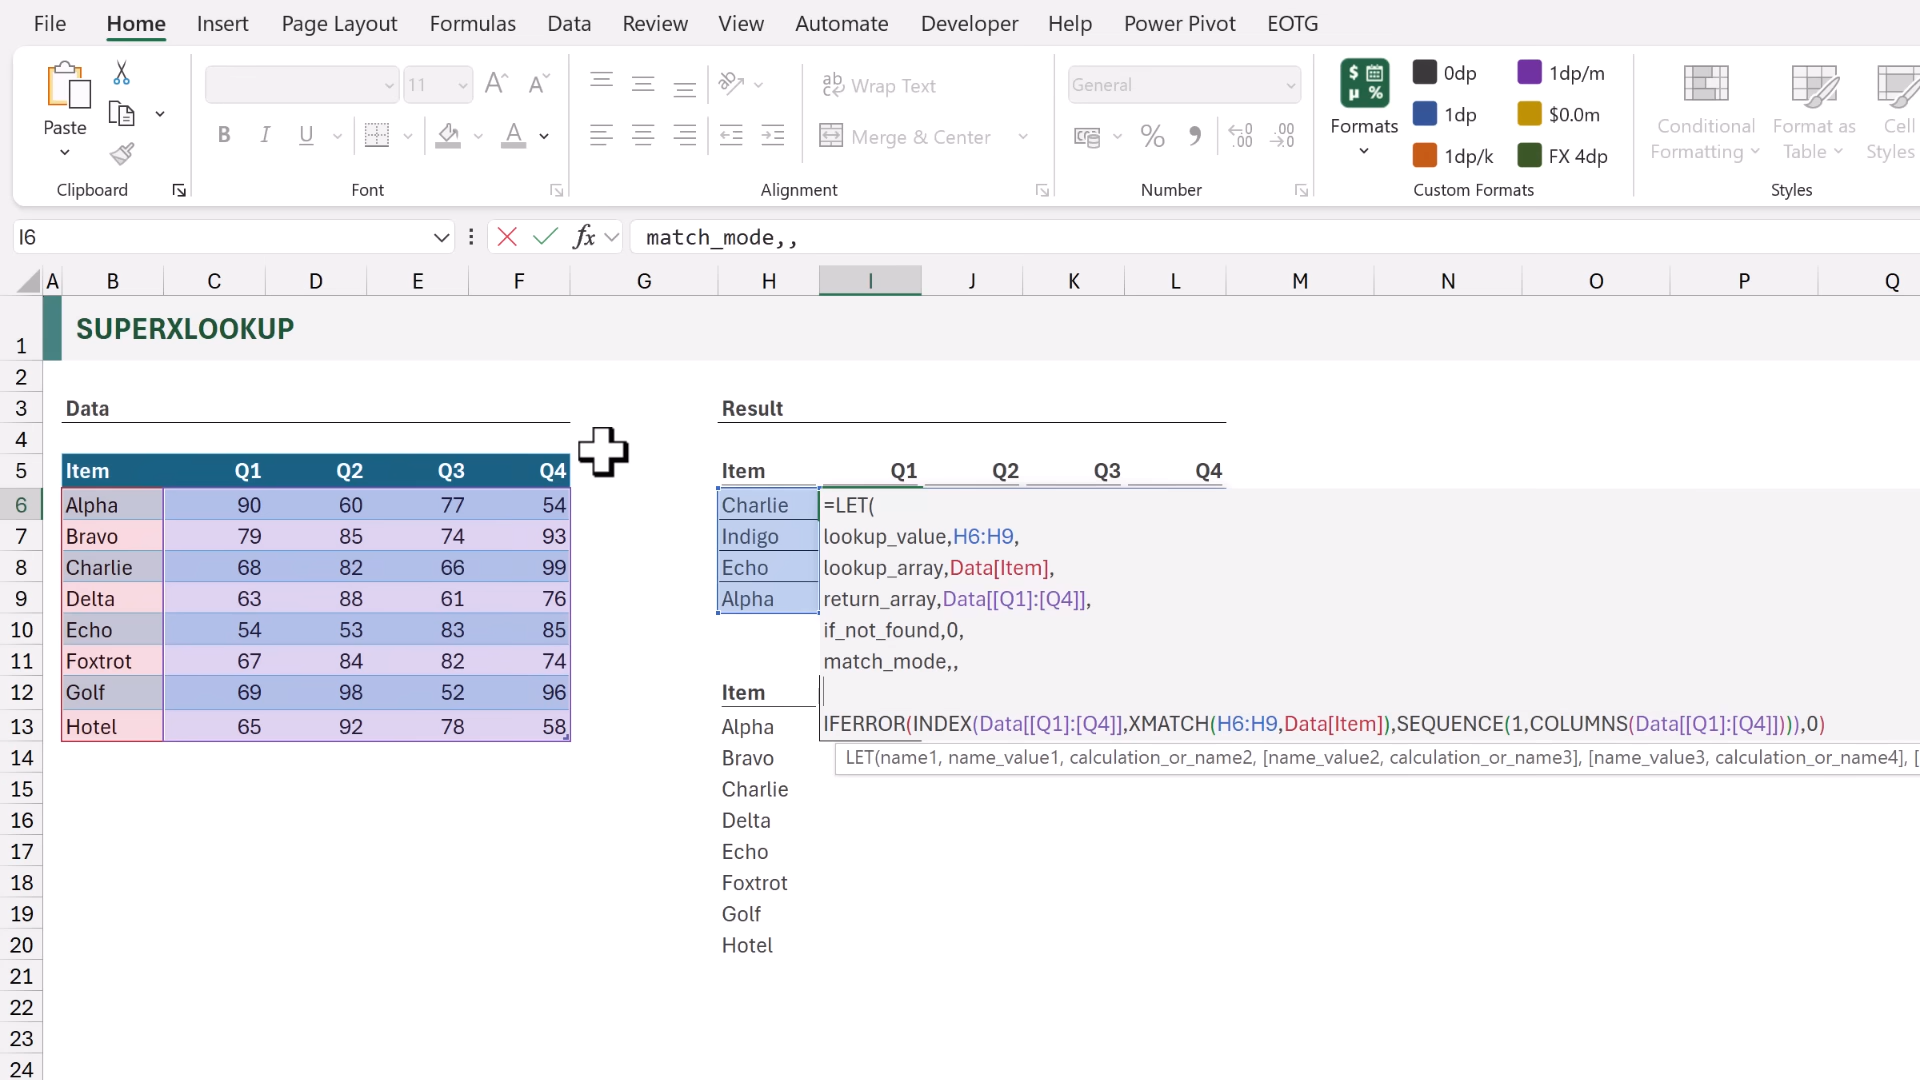 File Home Insert Page Layout Formulas Data Review View Automate Developer Help Power Pivot EOTG
11
General
0dp 1dp/m
Wrap Text
Paste
Formats
1dp $0.0m
Conditional Formatting
Format as Table
Cell Styles
B I U
Merge & Center
1dp/k FX 4dp
Clipboard Font Alignment Number Custom Formats Styles
I6 fx match_mode,,
A B C D E F G H I J K L M N O P Q
1 SUPERXLOOKUP
2
3 Data Result
4
5 Item Q1 Q2 Q3 Q4 Item Q1 Q2 Q3 Q4
6 Alpha 90 60 77 54 Charlie =LET(
7 Bravo 79 85 74 93 Indigo lookup_value,H6:H9,
8 Charlie 68 82 66 99 Echo lookup_array,Data[Item],
9 Delta 63 88 61 76 Alpha return_array,Data[[Q1]:[Q4]],
10 Echo 54 53 83 85 if_not_found,0,
11 Foxtrot 67 84 82 74 match_mode,,
12 Golf 69 98 52 96 Item
13 Hotel 65 92 78 58 Alpha IFERROR(INDEX(Data[[Q1]:[Q4]],XMATCH(H6:H9,Data[Item]),SEQUENCE(1,COLUMNS(Data[[Q1]:[Q4]]))),0)
14 Bravo LET(name1, name_value1, calculation_or_name2, [name_value2, calculation_or_name3], [name_value3, calculation_or_name4], [
15 Charlie
16 Delta
17 Echo
18 Foxtrot
19 Golf
20 Hotel
21
22
23
24